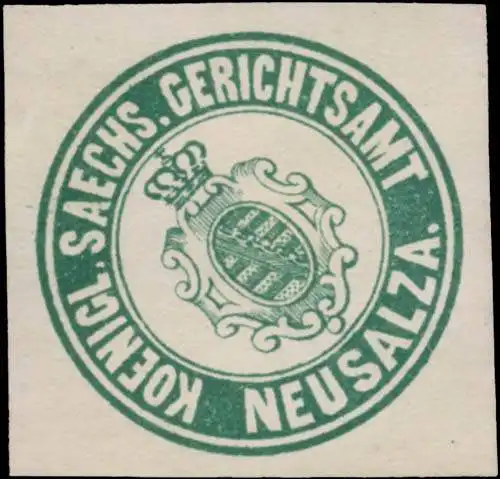 KOENIGL. SAECHS. GERICHTSAMT
NEUSALZA.